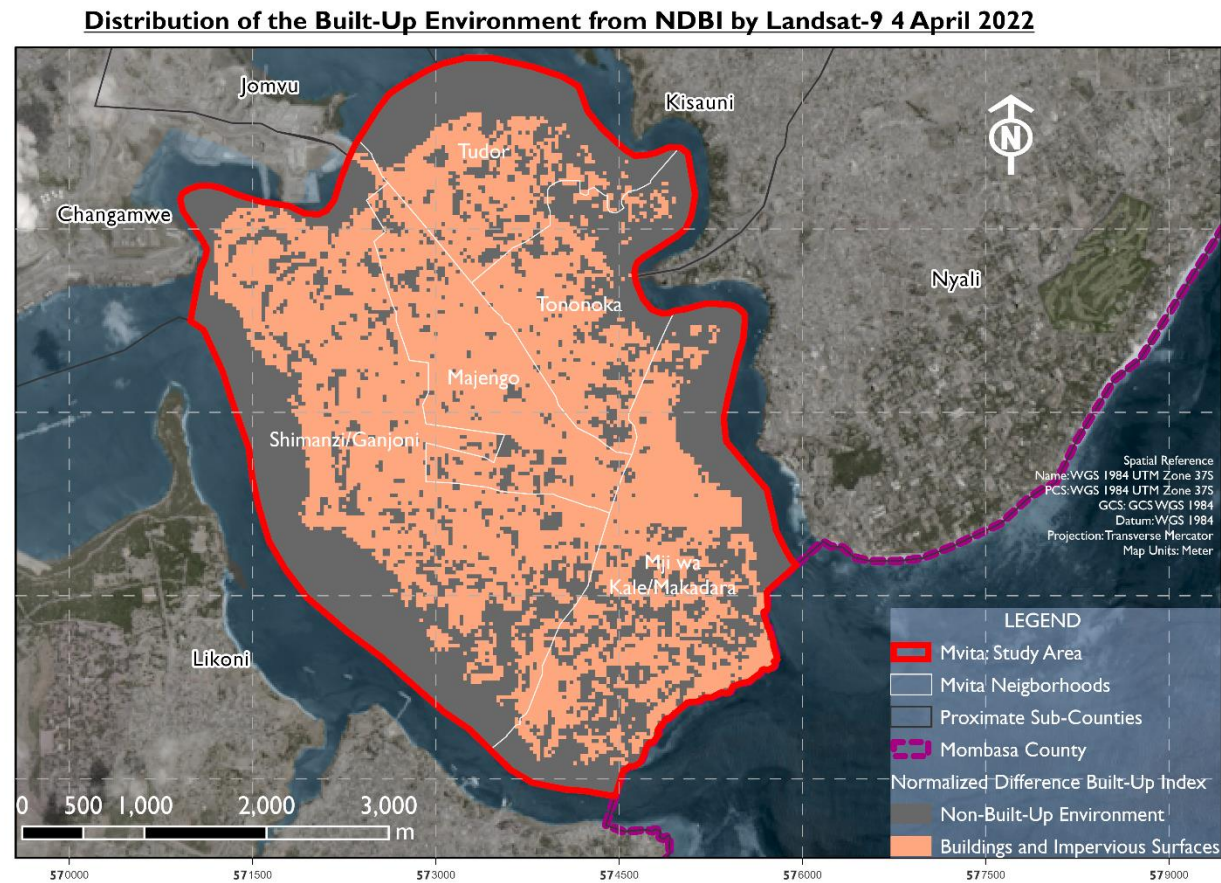 Distribution of the Built-Up Environment from NDBI by Landsat-9 4 April 2022
Jomvu
Kisauni
N
Tudor
Changamwe
Nyali
Tononoka
Majengo
Shimanzi/Ganjoni
Spatial Reference
Name: WGS 1984 UTM Zone 37S
PCS: WGS 1984 UTM Zone 37S
GCS: GCS WGS 1984
Datum: WGS 1984
Projection: Transverse Mercator
Map Units: Meter
Mji wa
Kale/Makadara
Likoni
LEGEND
Mvita: Study Area
Mvita Neigborhoods
Proximate Sub-Counties
Mombasa County
Normalized Difference Built-Up Index
Non-Built-Up Environment
Buildings and Impervious Surfaces
0 500 1,000 2,000 3,000
m
570000 571500 573000 574500 576000 577500 579000